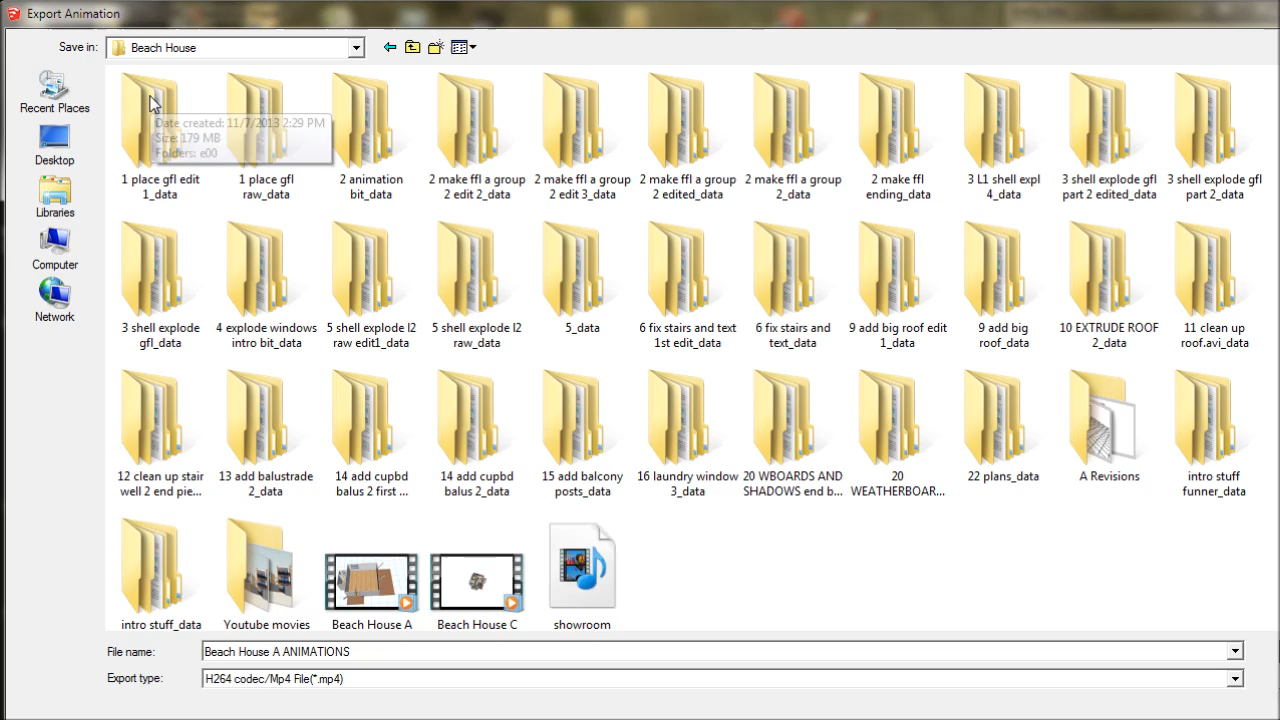 Export Animation
Save in:
Beach House
Recent Places
Desktop
Libraries
Computer
Network
Date created: 11/7/2013 2:29 PM
Size: 179 MB
Folders: e00
1 place gfl edit
1_data
1 place gfl
raw_data
2 animation
bit_data
2 make ffl a group
2 edit 2_data
2 make ffl a group
2 edit 3_data
2 make ffl a group
2 edited_data
2 make ffl a group
2_data
2 make ffl
ending_data
3 L1 shell expl
4_data
3 shell explode gfl
part 2 edited_data
3 shell explode gfl
part 2_data
3 shell explode
gfl_data
4 explode windows
intro bit_data
5 shell explode l2
raw edit1_data
5 shell explode l2
raw_data
5_data
6 fix stairs and text
1st edit_data
6 fix stairs and
text_data
9 add big roof edit
1_data
9 add big
roof_data
10 EXTRUDE ROOF
2_data
11 clean up
roof.avi_data
12 clean up stair
well 2 end pie...
13 add balustrade
2_data
14 add cupbd
balus 2 first ...
14 add cupbd
balus 2_data
15 add balcony
posts_data
16 laundry window
3_data
20 WBOARDS AND
SHADOWS end b...
20
WEATHERBOAR...
22 plans_data
A Revisions
intro stuff
funner_data
intro stuff_data
Youtube movies
Beach House A
Beach House C
showroom
File name:
Beach House A ANIMATIONS
Export type:
H264 codec/Mp4 File(*.mp4)